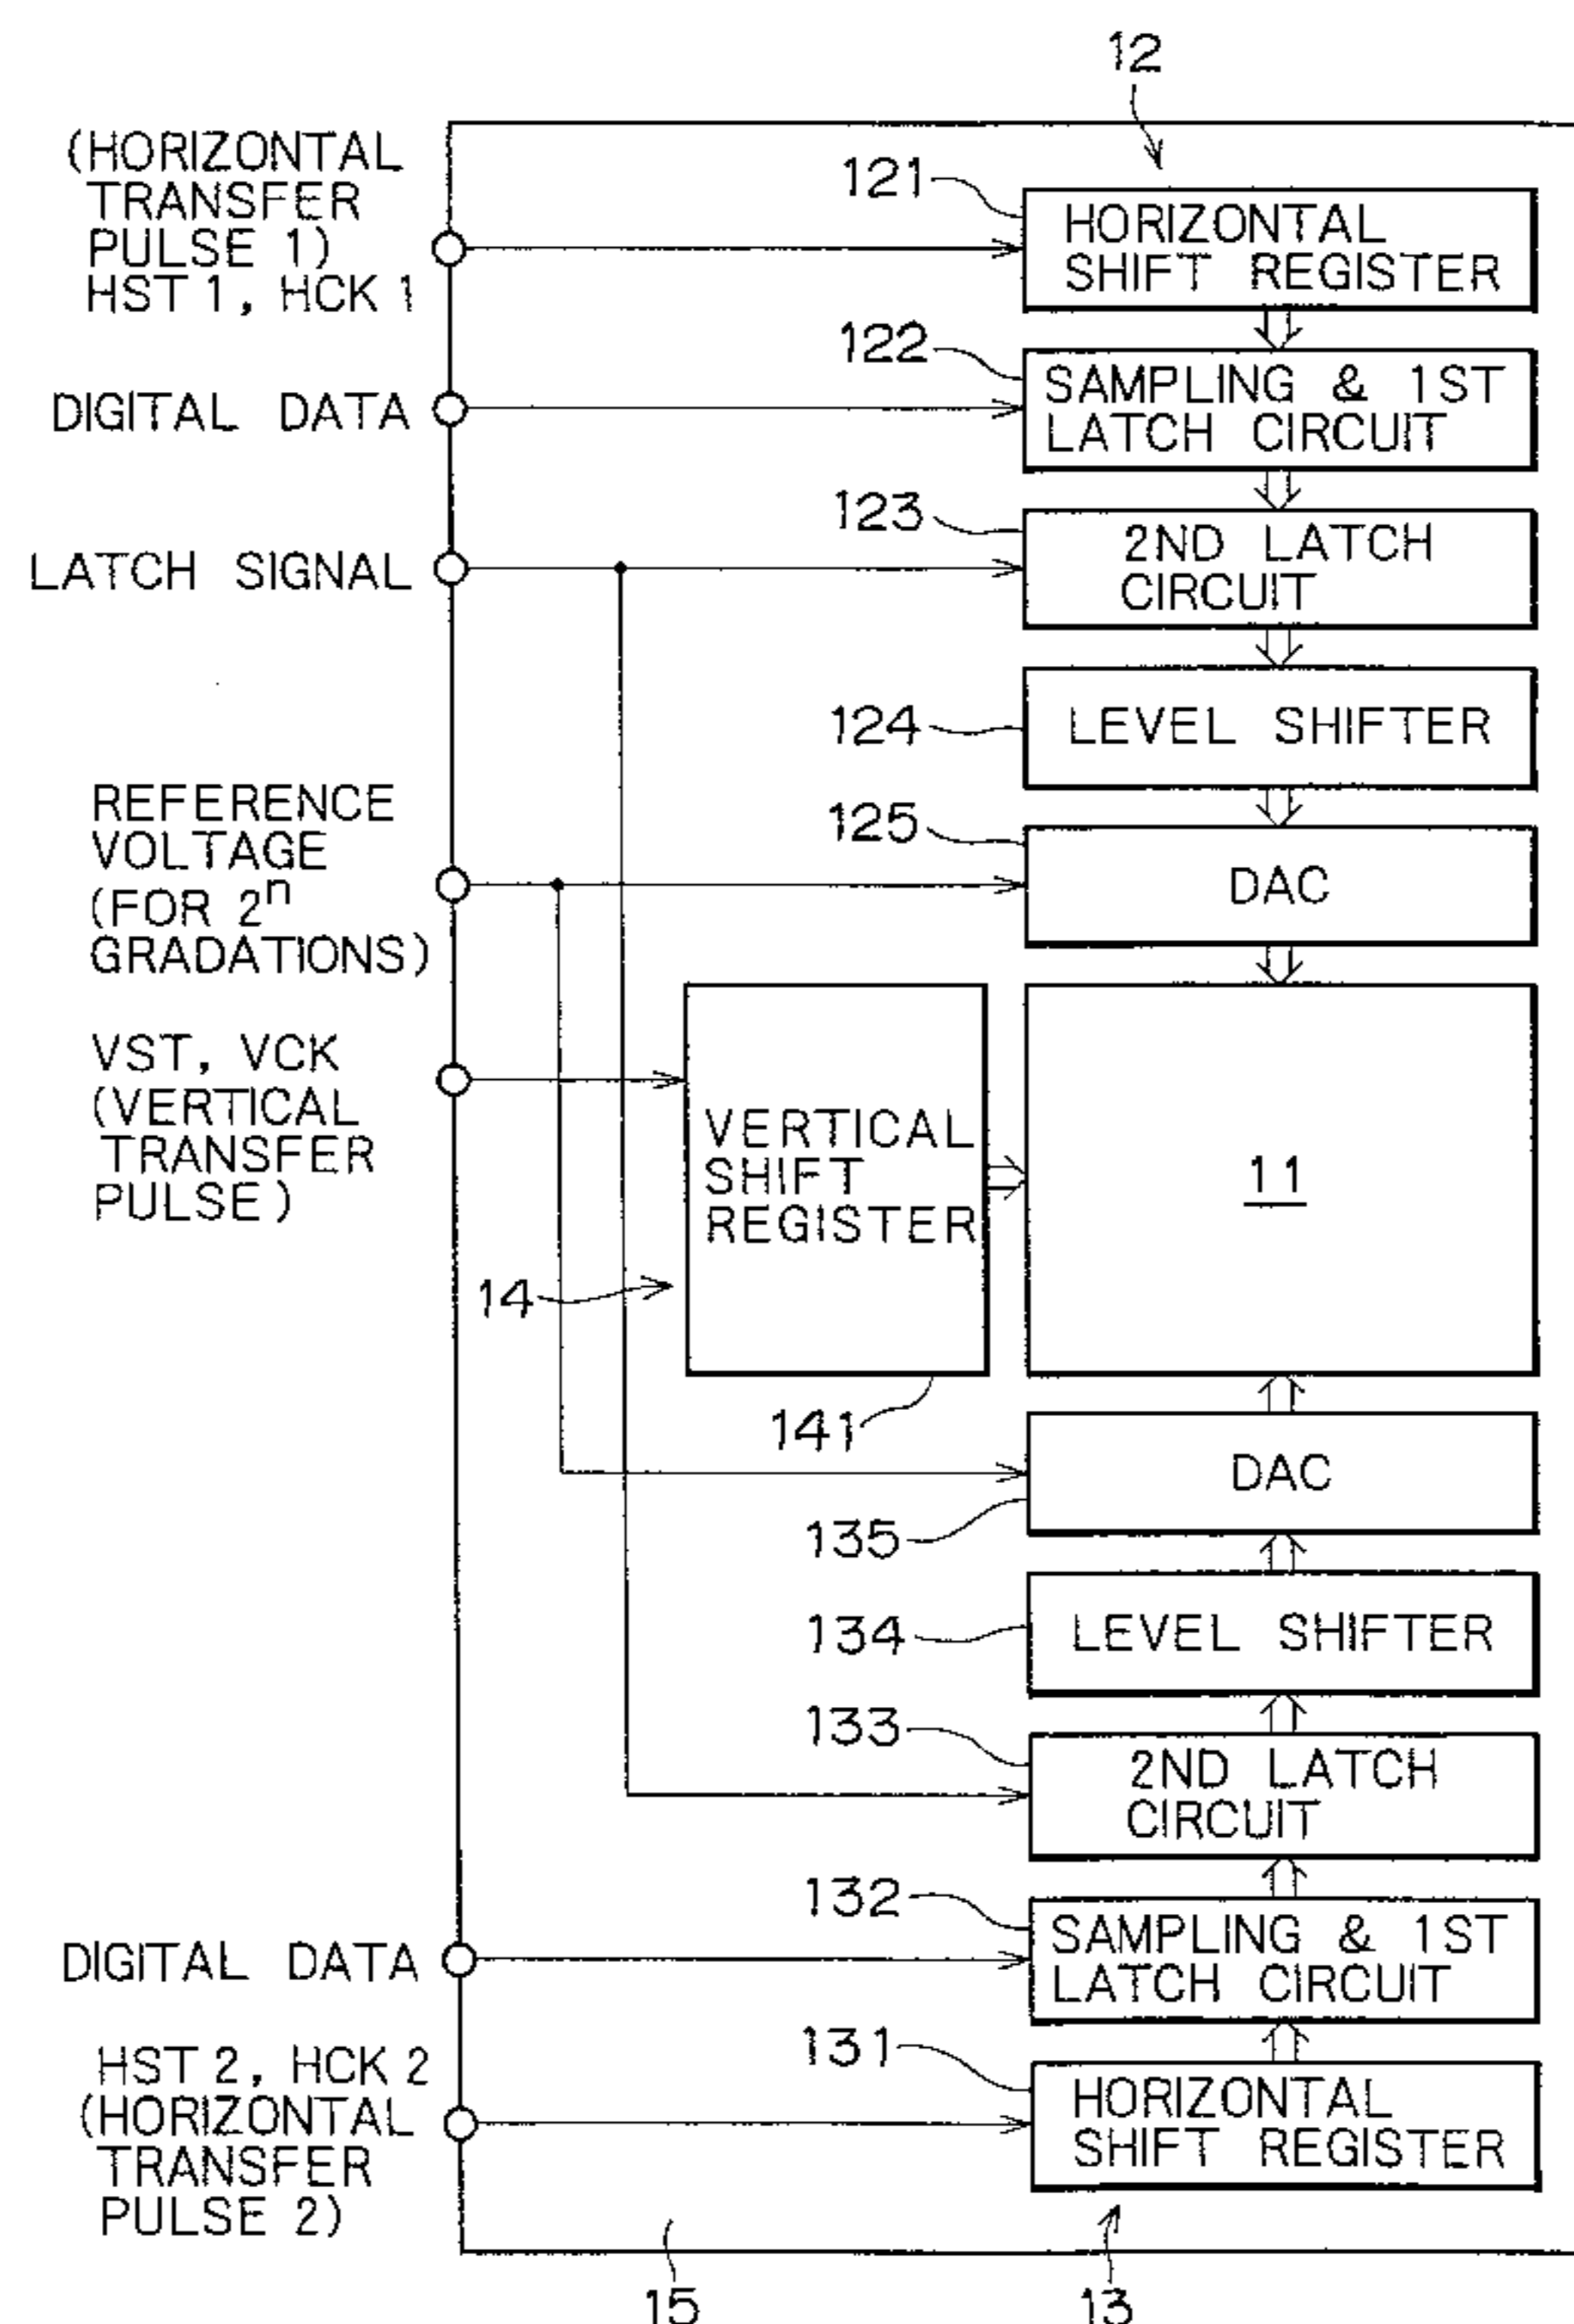 12
(HORIZONTAL
TRANSFER
PULSE 1)
HST 1, HCK 1
121
HORIZONTAL
SHIFT REGISTER
122
SAMPLING & 1ST
LATCH CIRCUIT
DIGITAL DATA
123
2ND LATCH
CIRCUIT
LATCH SIGNAL
124
LEVEL SHIFTER
REFERENCE
VOLTAGE
(FOR 2ⁿ
GRADATIONS)
125
DAC
VST, VCK
(VERTICAL
TRANSFER
PULSE)
VERTICAL
SHIFT
REGISTER
11
14
141
DAC
135
LEVEL SHIFTER
134
133
2ND LATCH
CIRCUIT
132
SAMPLING & 1ST
LATCH CIRCUIT
DIGITAL DATA
131
HORIZONTAL
SHIFT REGISTER
HST 2, HCK 2
(HORIZONTAL
TRANSFER
PULSE 2)
15
13